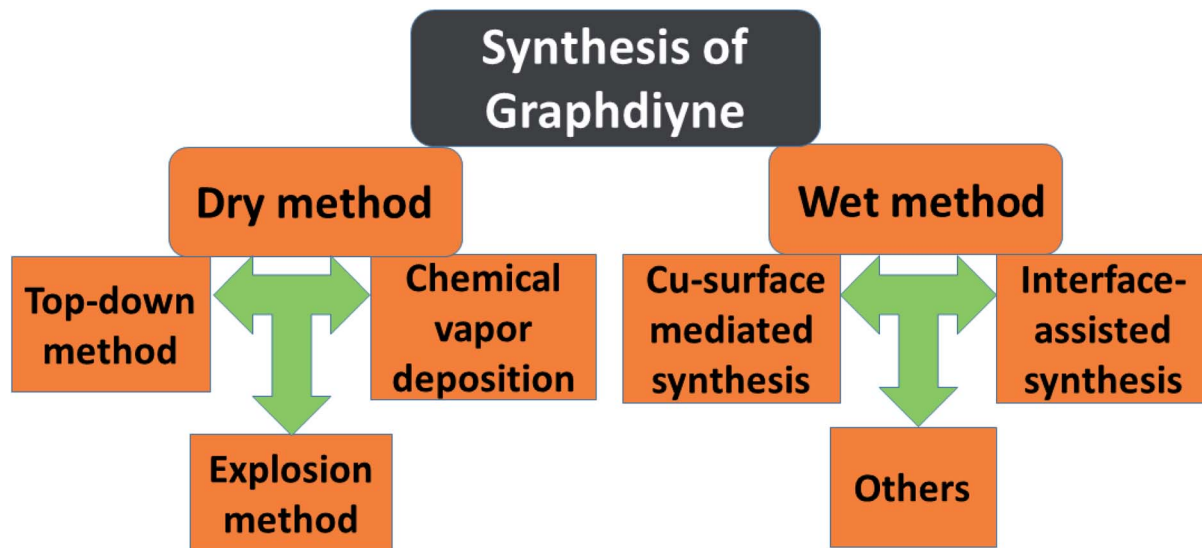 Synthesis of
Graphdiyne
Dry method
Wet method
Top-down
method
Chemical
vapor
deposition
Explosion
method
Cu-surface
mediated
synthesis
Interface-
assisted
synthesis
Others